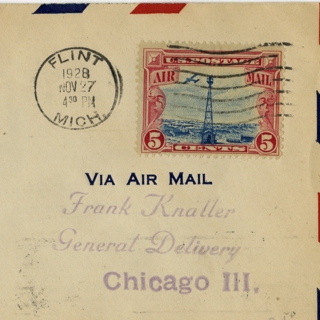 FLINT
1928
NOV 27
4 30 PM
MICH.
U.S. POSTAGE
AIR MAIL
5 5
CENTS
VIA AIR MAIL
Frank Knaller
General Delivery
Chicago Ill.